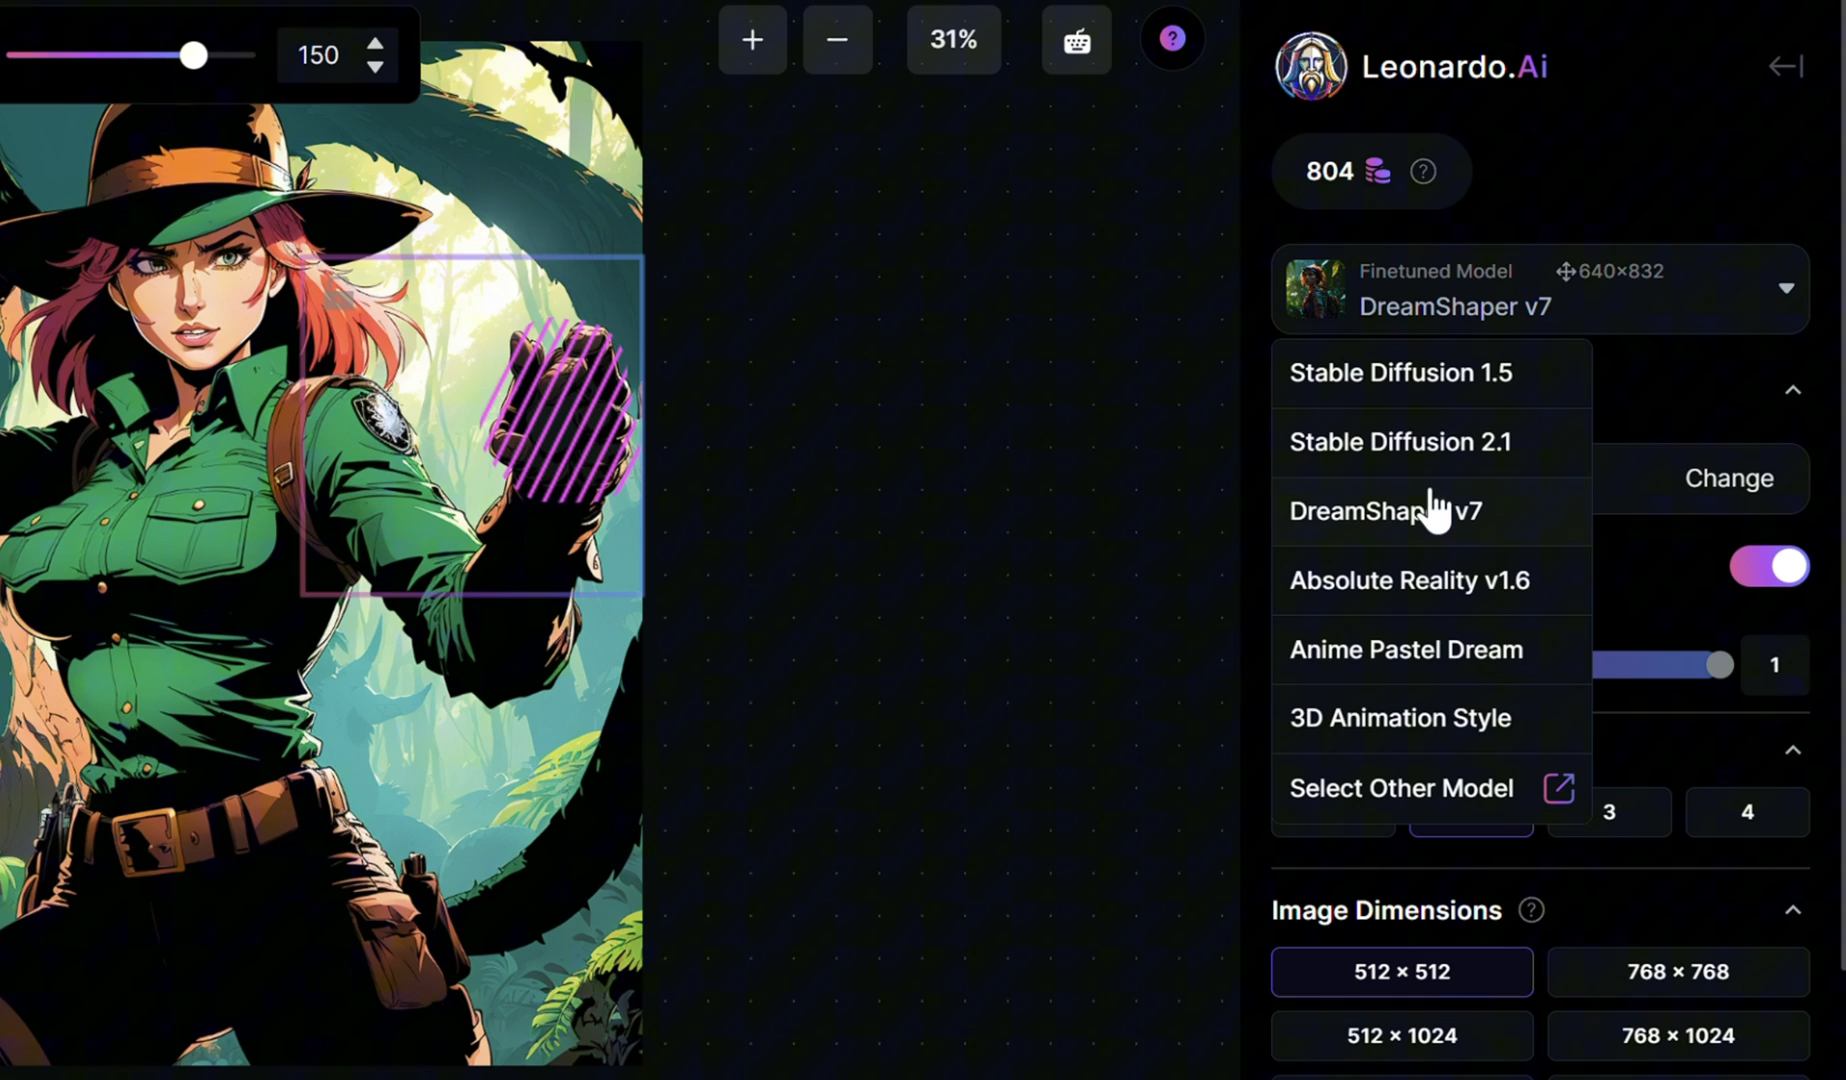 150
31%
Leonardo.Ai
804
Finetuned Model 640×832
DreamShaper v7
Stable Diffusion 1.5
Stable Diffusion 2.1
Change
v7
Absolute Reality v1.6
Anime Pastel Dream
1
3D Animation Style
Select Other Model
3
4
Image Dimensions
512 × 512
768 × 768
512 × 1024
768 × 1024